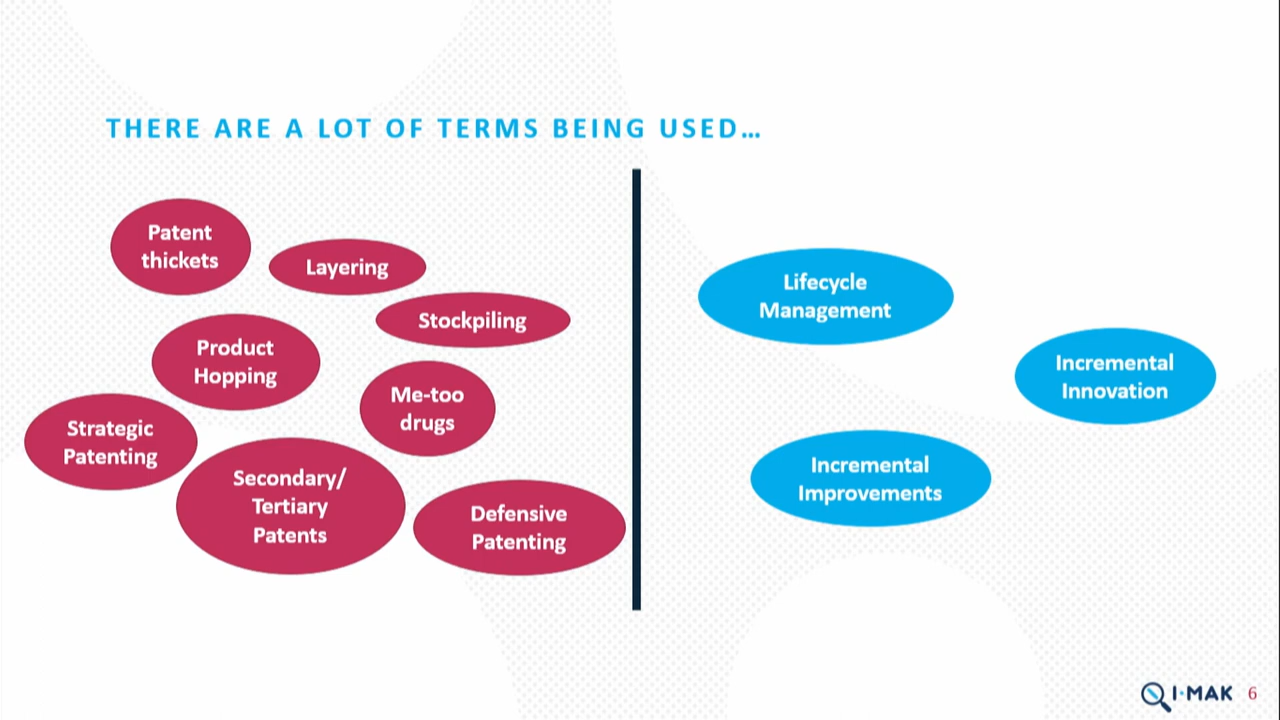 THERE ARE A LOT OF TERMS BEING USED…
Patent
thickets
Layering
Stockpiling
Product
Hopping
Me-too
drugs
Strategic
Patenting
Secondary/
Tertiary
Patents
Defensive
Patenting
Lifecycle
Management
Incremental
Innovation
Incremental
Improvements
I·MAK 6